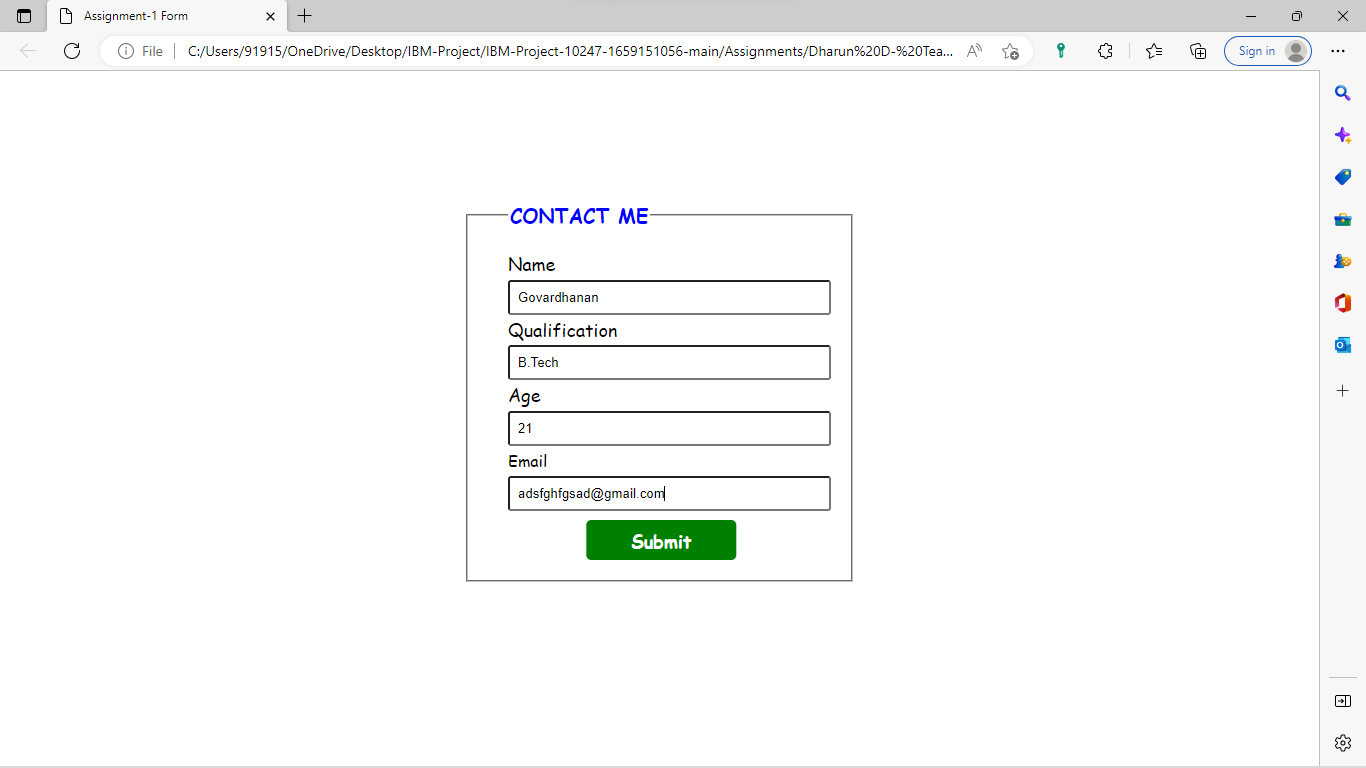 Assignment-1 Form
File
C:/Users/91915/OneDrive/Desktop/IBM-Project/IBM-Project-10247-1659151056-main/Assignments/Dharun%20D-%20Tea...
Sign in
CONTACT ME
Name
Govardhanan
Qualification
B.Tech
Age
21
Email
adsfghfgsad@gmail.com
Submit